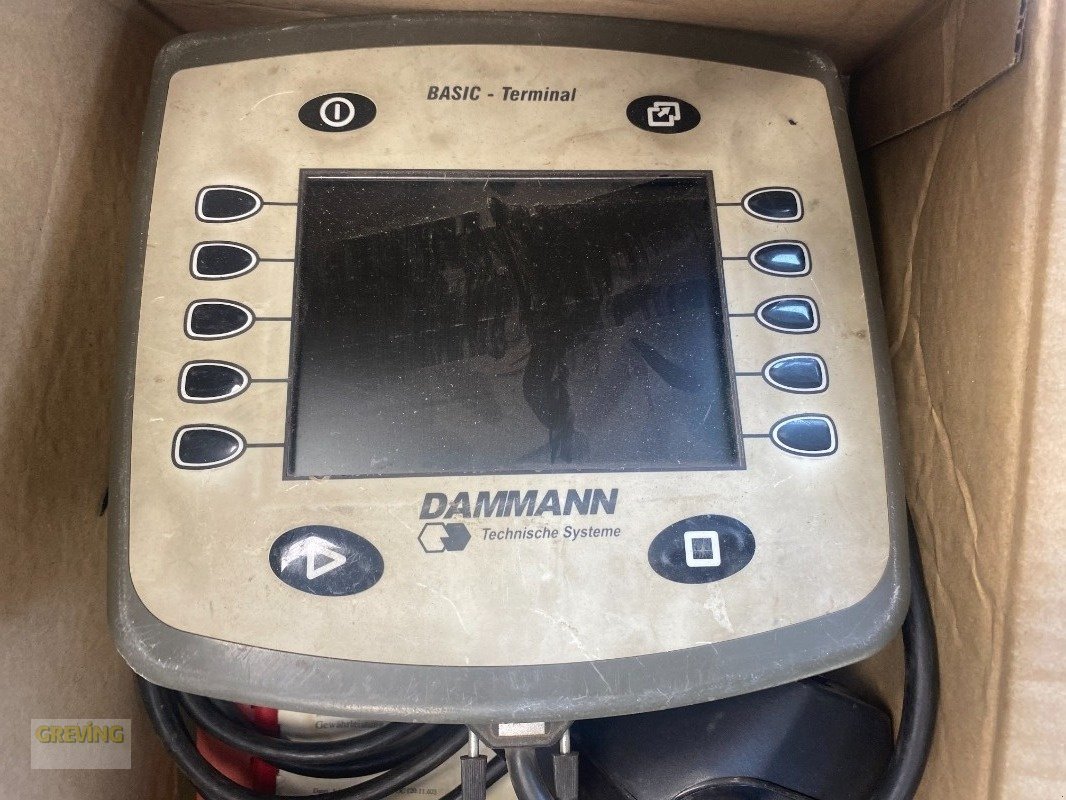 BASIC - Terminal
DAMMANN
Technische Systeme
GREVING